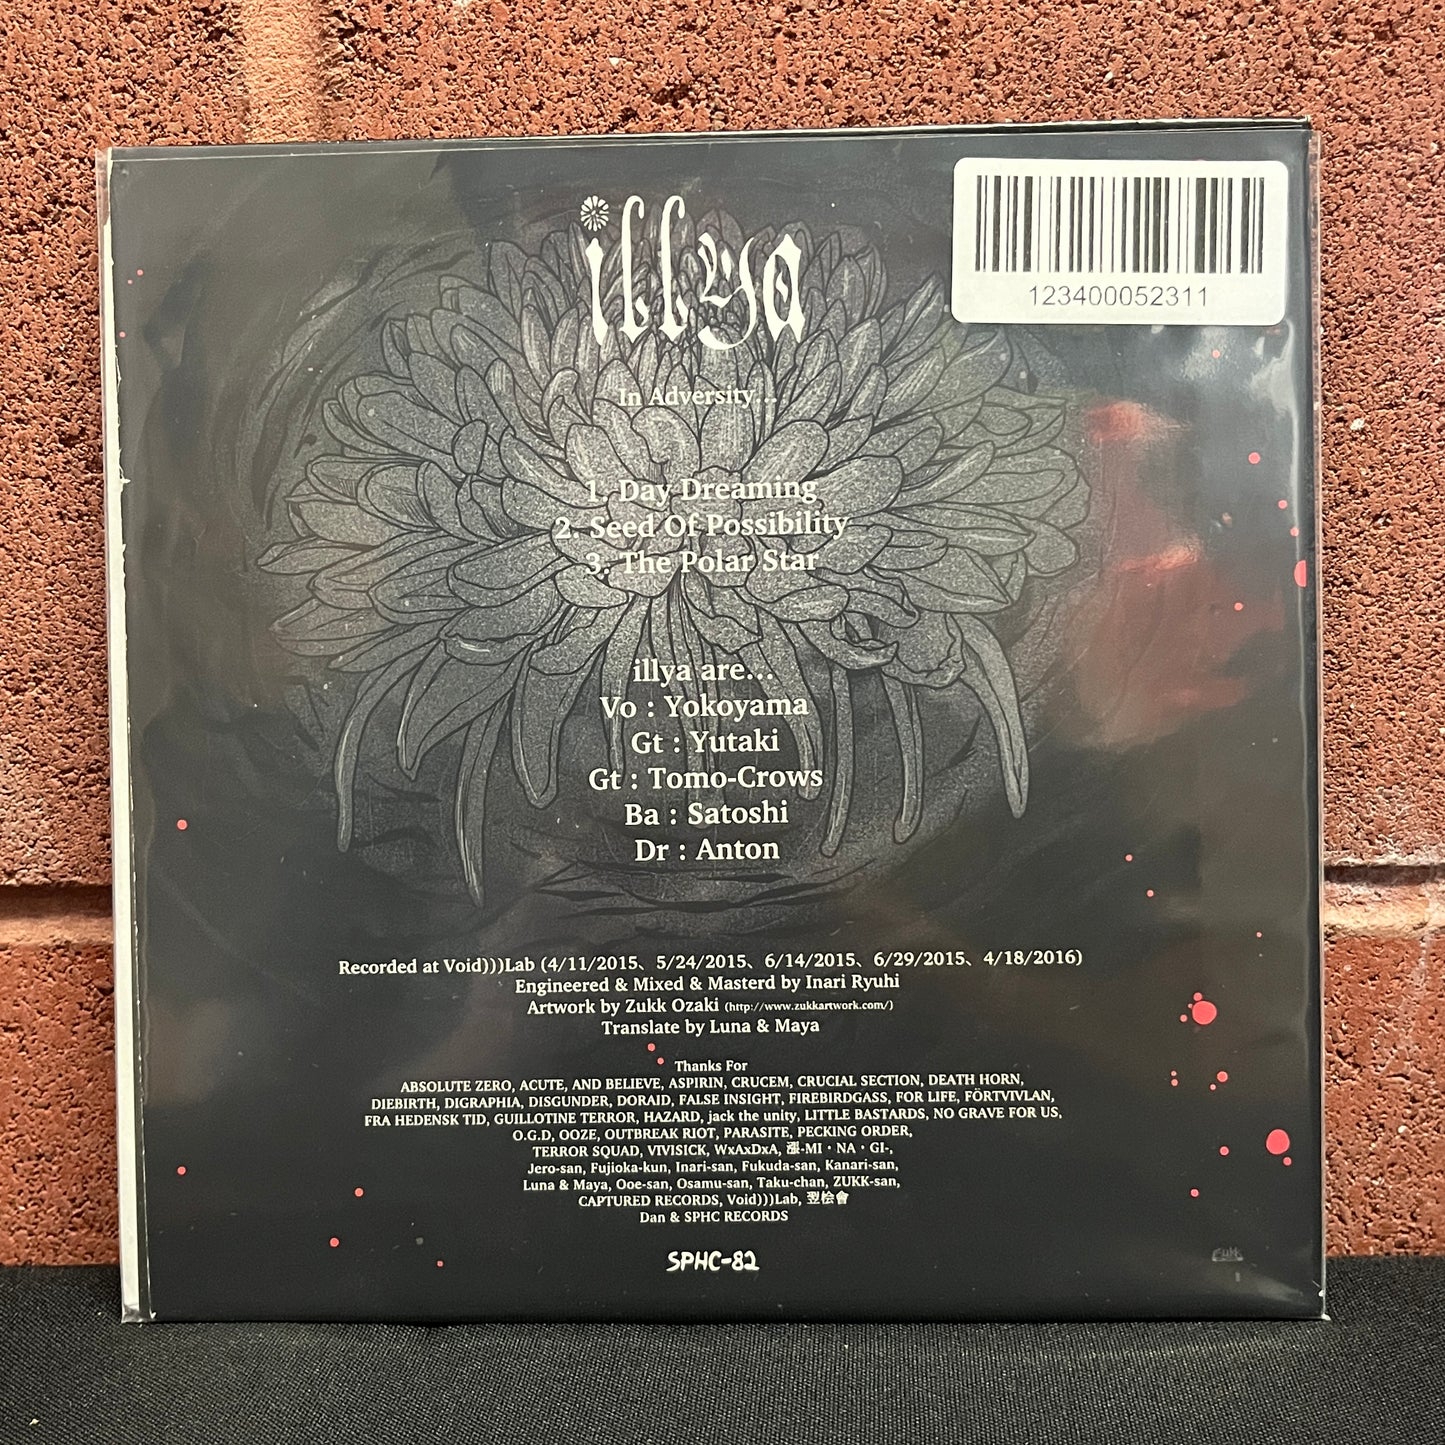 illya
123400052311
In Adversity...
1. Day Dreaming
2. Seed Of Possibility
3. The Polar Star
illya are...
Vo : Yokoyama
Gt : Yutaki
Gt : Tomo-Crows
Ba : Satoshi
Dr : Anton
Recorded at Void)))Lab (4/11/2015、5/24/2015、6/14/2015、6/29/2015、4/18/2016)
Engineered & Mixed & Masterd by Inari Ryuhi
Artwork by Zukk Ozaki (http://www.zukkartwork.com/)
Translate by Luna & Maya
Thanks For
ABSOLUTE ZERO, ACUTE, AND BELIEVE, ASPIRIN, CRUCEM, CRUCIAL SECTION, DEATH HORN,
DIEBIRTH, DIGRAPHIA, DISGUNDER, DORAID, FALSE INSIGHT, FIREBIRDGASS, FOR LIFE, FÖRTVIVLAN,
FRA HEDENSK TID, GUILLOTINE TERROR, HAZARD, jack the unity, LITTLE BASTARDS, NO GRAVE FOR US,
O.G.D, OOZE, OUTBREAK RIOT, PARASITE, PECKING ORDER,
TERROR SQUAD, VIVISICK, WxAxDxA, -MI・NA・GI-,
Jero-san, Fujioka-kun, Inari-san, Fukuda-san, Kanari-san,
Luna & Maya, Ooe-san, Osamu-san, Taku-chan, ZUKK-san,
CAPTURED RECORDS, Void)))Lab, 翌桧會
Dan & SPHC RECORDS
SPHC-82
Zukk